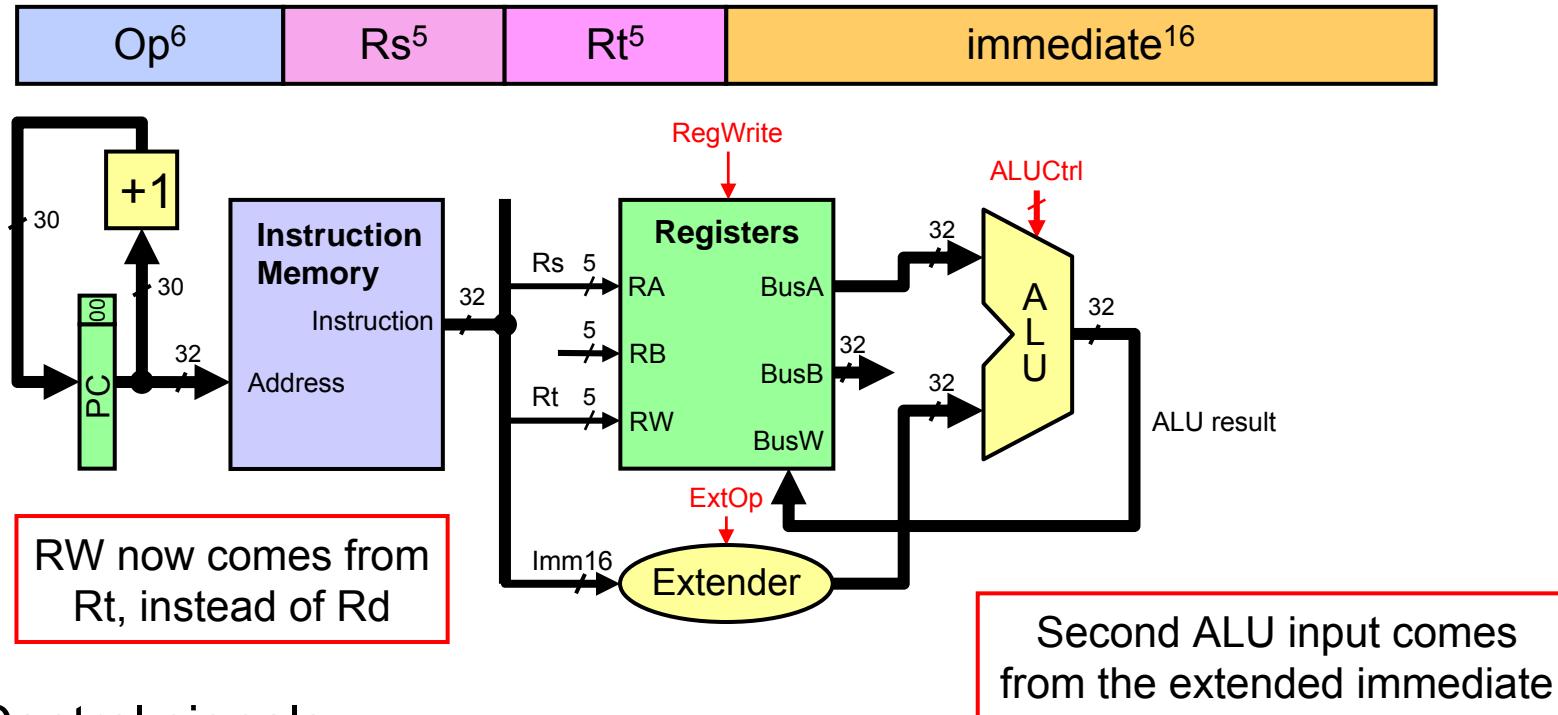 Op6 Rs5 Rt5 immediate16
RegWrite
ALUCtrl
+1
30
30
Instruction
Memory
Instruction
Address
32
32
00
PC
Rs 5
5
Rt 5
Imm16
Registers
RA
RB
RW
BusA
BusB
BusW
32
32
32
ALU
32
ALU result
ExtOp
Extender
RW now comes from
Rt, instead of Rd
Second ALU input comes
from the extended immediate